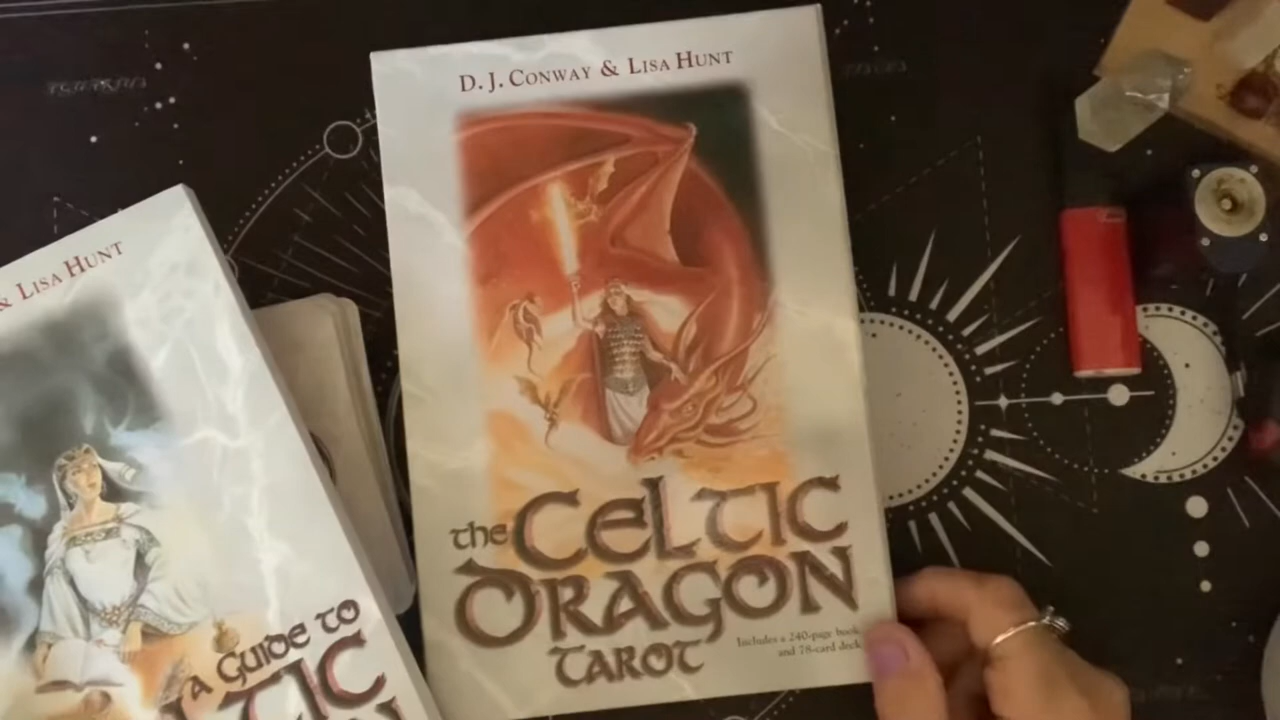 D. J. CONWAY & LISA HUNT
the CELTIC
DRAGON
TAROT
Includes a 240-page book
and 78-card deck
& LISA HUNT
A GUIDE TO